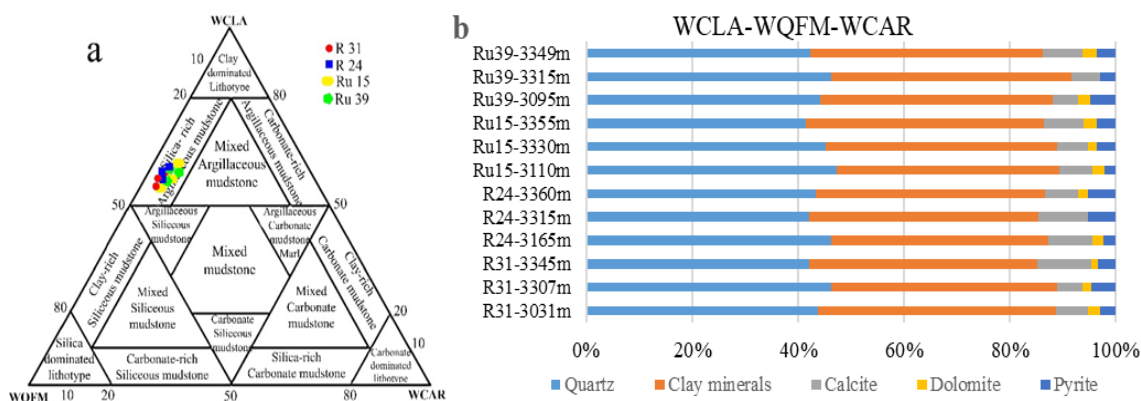 a
WCLA
R 31
R 24
Ru 15
Ru 39
10
Clay
dominated
Lithotype
20
80
Silica- rich
Argillaceous mudstone
Mixed
Argillaceous
mudstone
Carbonate-rich
Argillaceous mudstone
50
50
Argillaceous
Siliceous
mudstone
Argillaceous
Carbonate
mudstone
Marl
Mixed
mudstone
Clay-rich
Siliceous mudstone
Clay-rich
Carbonate mudstone
Mixed
Siliceous
mudstone
Mixed
Carbonate
mudstone
80
20
Carbonate
Siliceous
mudstone
10
Silica
dominated
lithotype
Carbonate-rich
Siliceous mudstone
Silica-rich
Carbonate mudstone
Carbonate dominated
lithotype
WQFM
10
20
50
80
WCAR
b
WCLA-WQFM-WCAR
Ru39-3349m
Ru39-3315m
Ru39-3095m
Ru15-3355m
Ru15-3330m
Ru15-3110m
R24-3360m
R24-3315m
R24-3165m
R31-3345m
R31-3307m
R31-3031m
0% 20% 40% 60% 80% 100%
Quartz Clay minerals Calcite Dolomite Pyrite